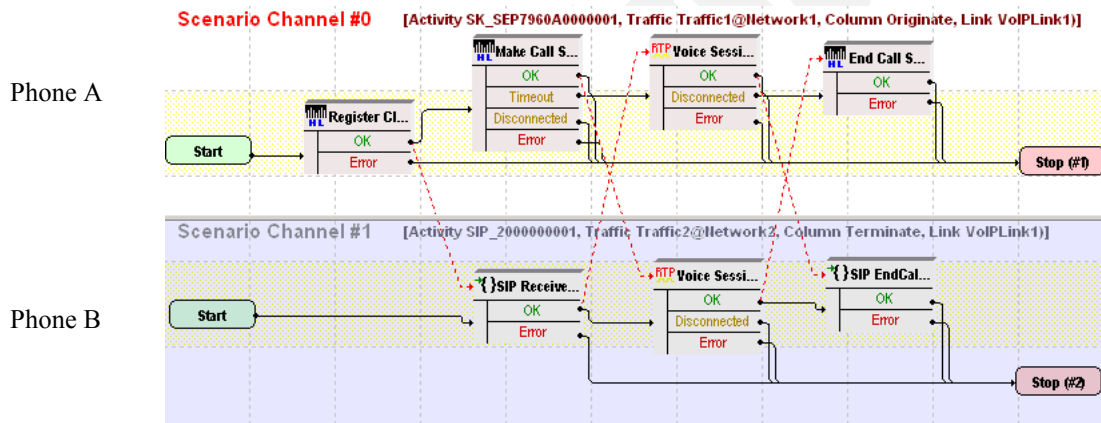 Scenario Channel #0 [Activity SK_SEP7960A0000001, Traffic Traffic1@Network1, Column Originate, Link VoIPLink1)]
Phone A
Start
HL Register Cl...
OK
Error
HL Make Call S...
OK
Timeout
Disconnected
Error
RTP Voice Sessi...
OK
Disconnected
Error
HL End Call S...
OK
Error
Stop (#1)
Scenario Channel #1 [Activity SIP_2000000001, Traffic Traffic2@Network2, Column Terminate, Link VoIPLink1)]
Phone B
Start
{}SIP Receive...
OK
Error
RTP Voice Sessi...
OK
Disconnected
Error
{}SIP EndCal...
OK
Error
Stop (#2)